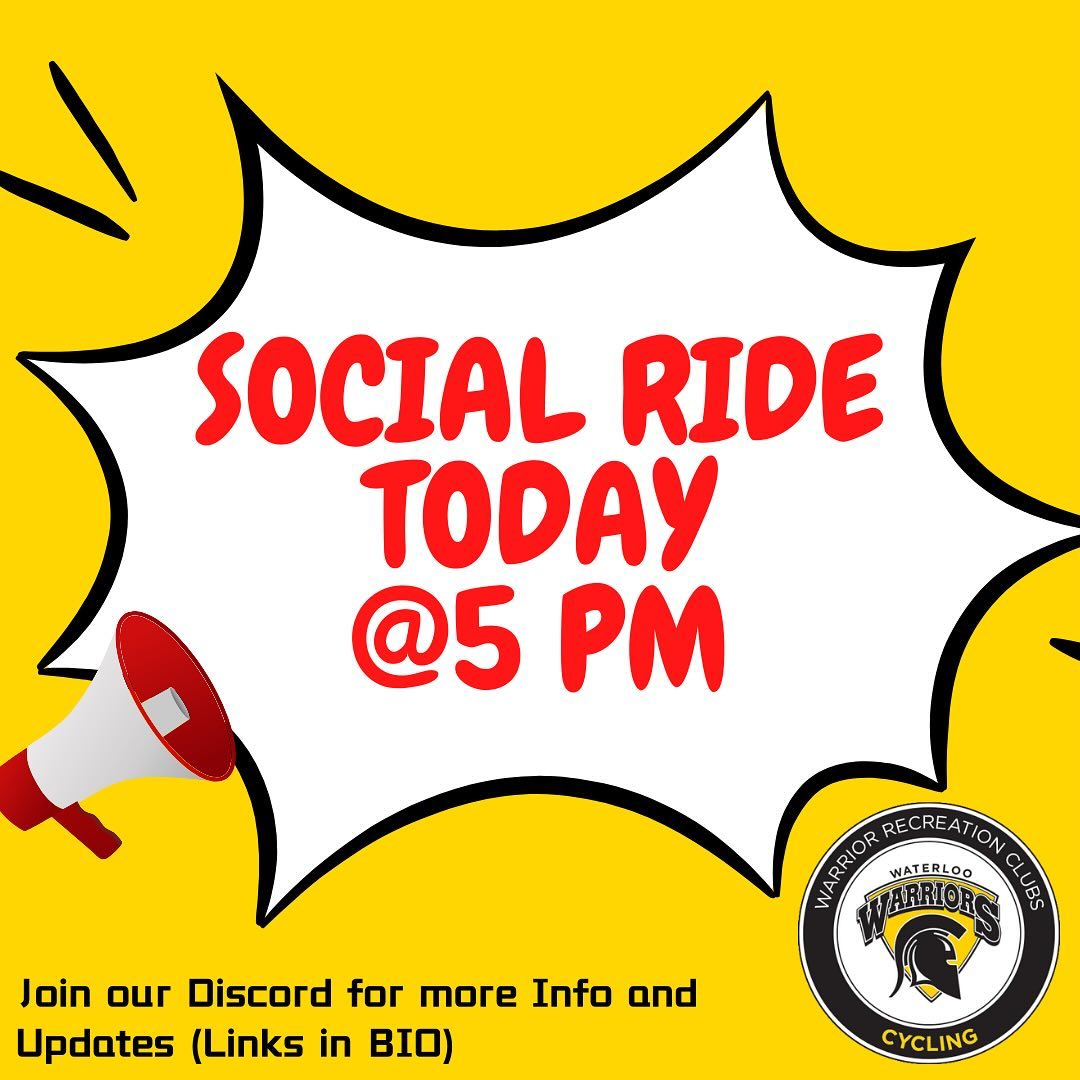 SOCIAL RIDE
TODAY
@5 PM
WARRIOR RECREATION CLUBS
WATERLOO
WARRIORS
CYCLING
Join our Discord for more Info and
Updates (Links in BIO)